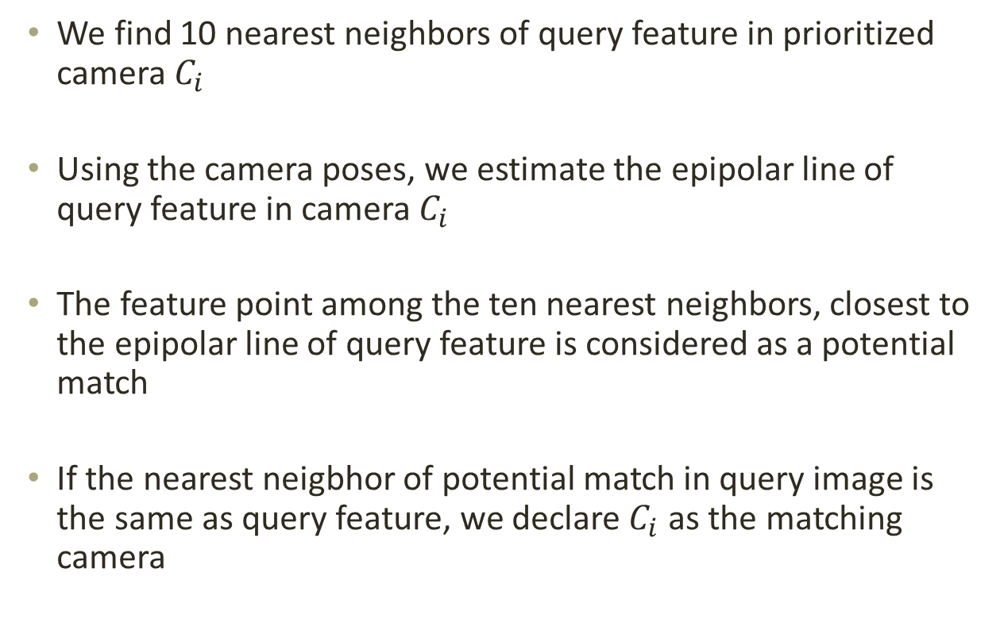 • We find 10 nearest neighbors of query feature in prioritized
camera 𝐶ᵢ
• Using the camera poses, we estimate the epipolar line of
query feature in camera 𝐶ᵢ
• The feature point among the ten nearest neighbors, closest to
the epipolar line of query feature is considered as a potential
match
• If the nearest neigbhor of potential match in query image is
the same as query feature, we declare 𝐶ᵢ as the matching
camera